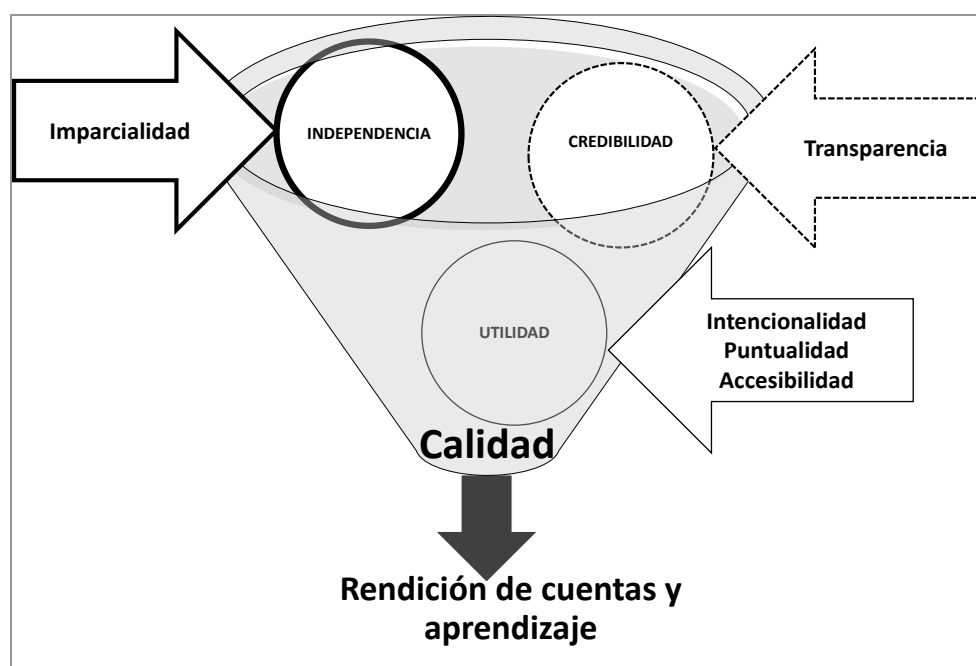 Imparcialidad
INDEPENDENCIA
CREDIBILIDAD
Transparencia
UTILIDAD
Intencionalidad
Puntualidad
Accesibilidad
Calidad
Rendición de cuentas y
aprendizaje